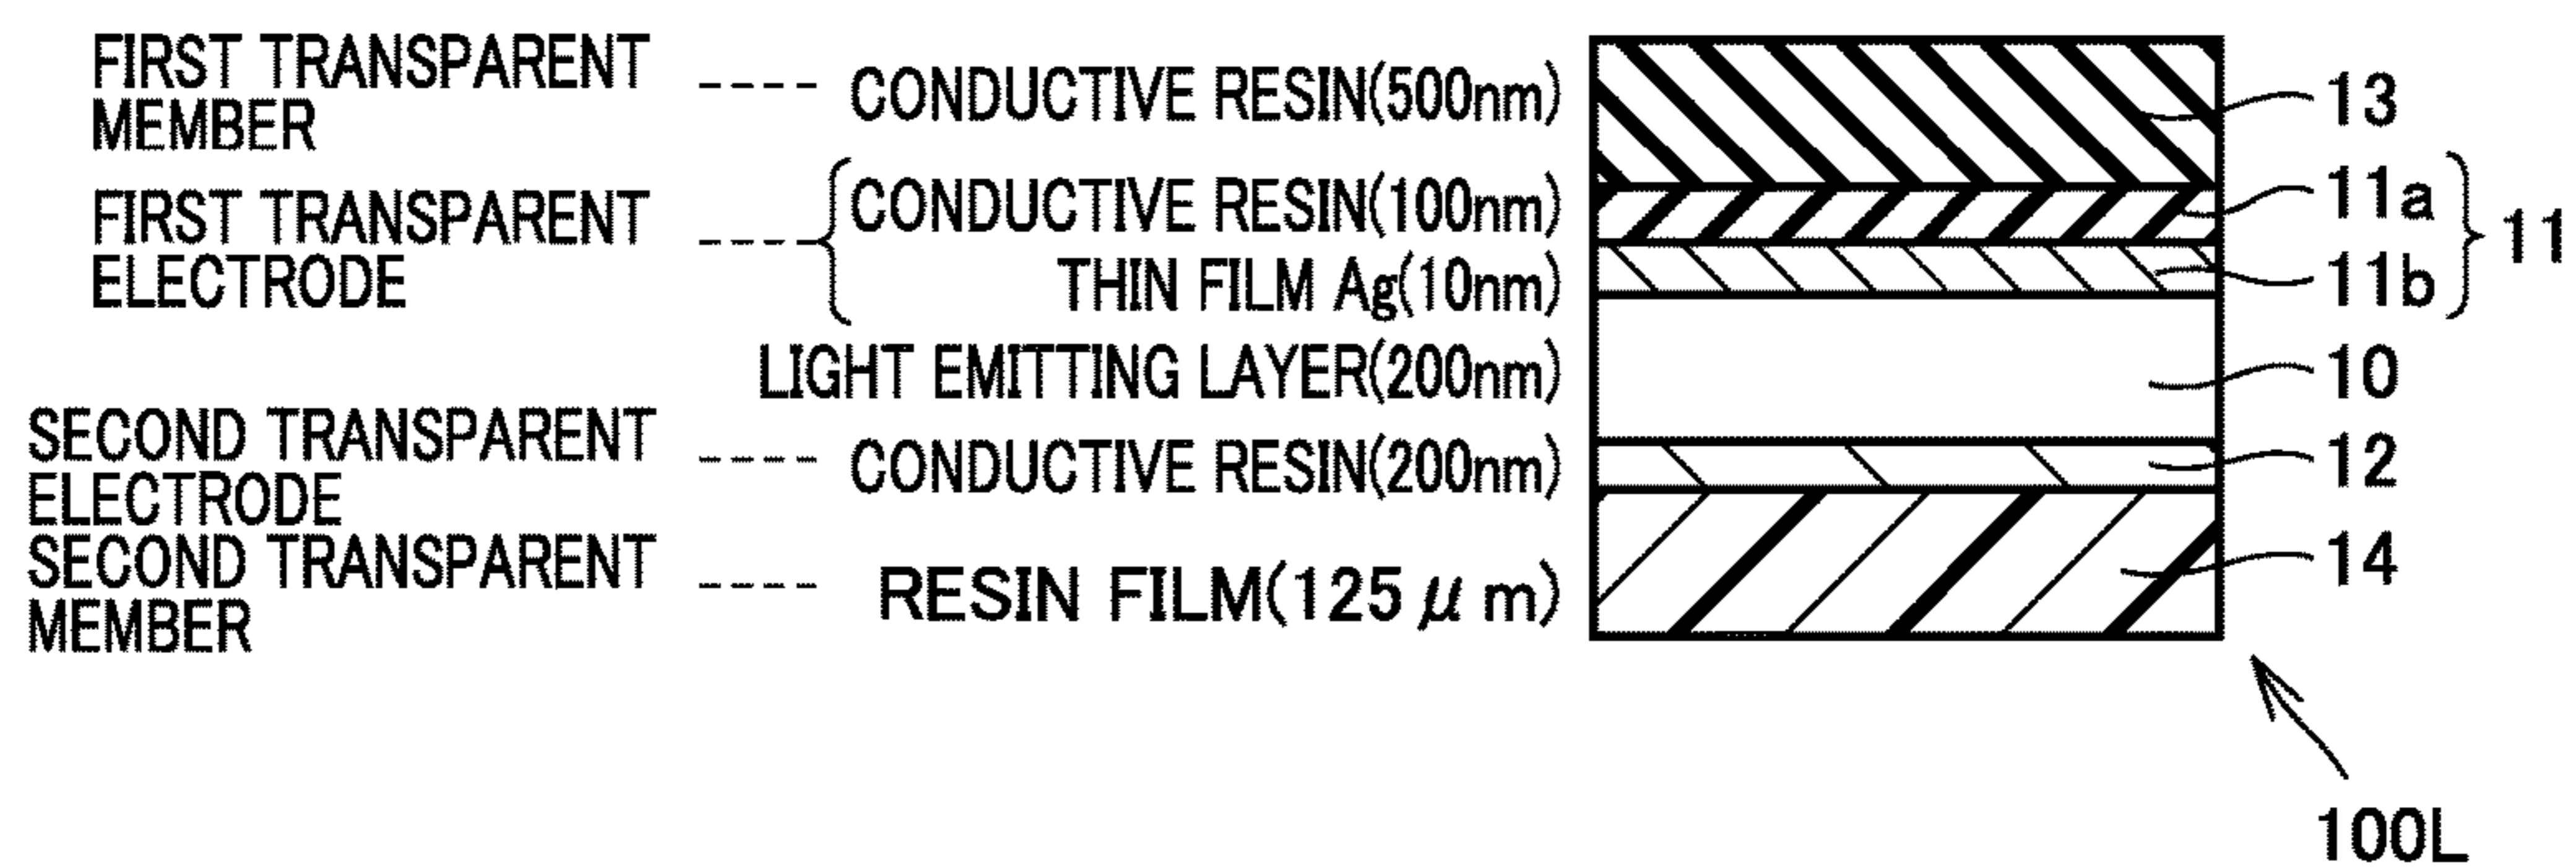 FIRST TRANSPARENT
MEMBER
CONDUCTIVE RESIN(500nm)
13
FIRST TRANSPARENT
ELECTRODE
CONDUCTIVE RESIN(100nm)
11a
THIN FILM Ag(10nm)
11b
11
LIGHT EMITTING LAYER(200nm)
10
SECOND TRANSPARENT
ELECTRODE
CONDUCTIVE RESIN(200nm)
12
SECOND TRANSPARENT
MEMBER
RESIN FILM(125μm)
14
100L